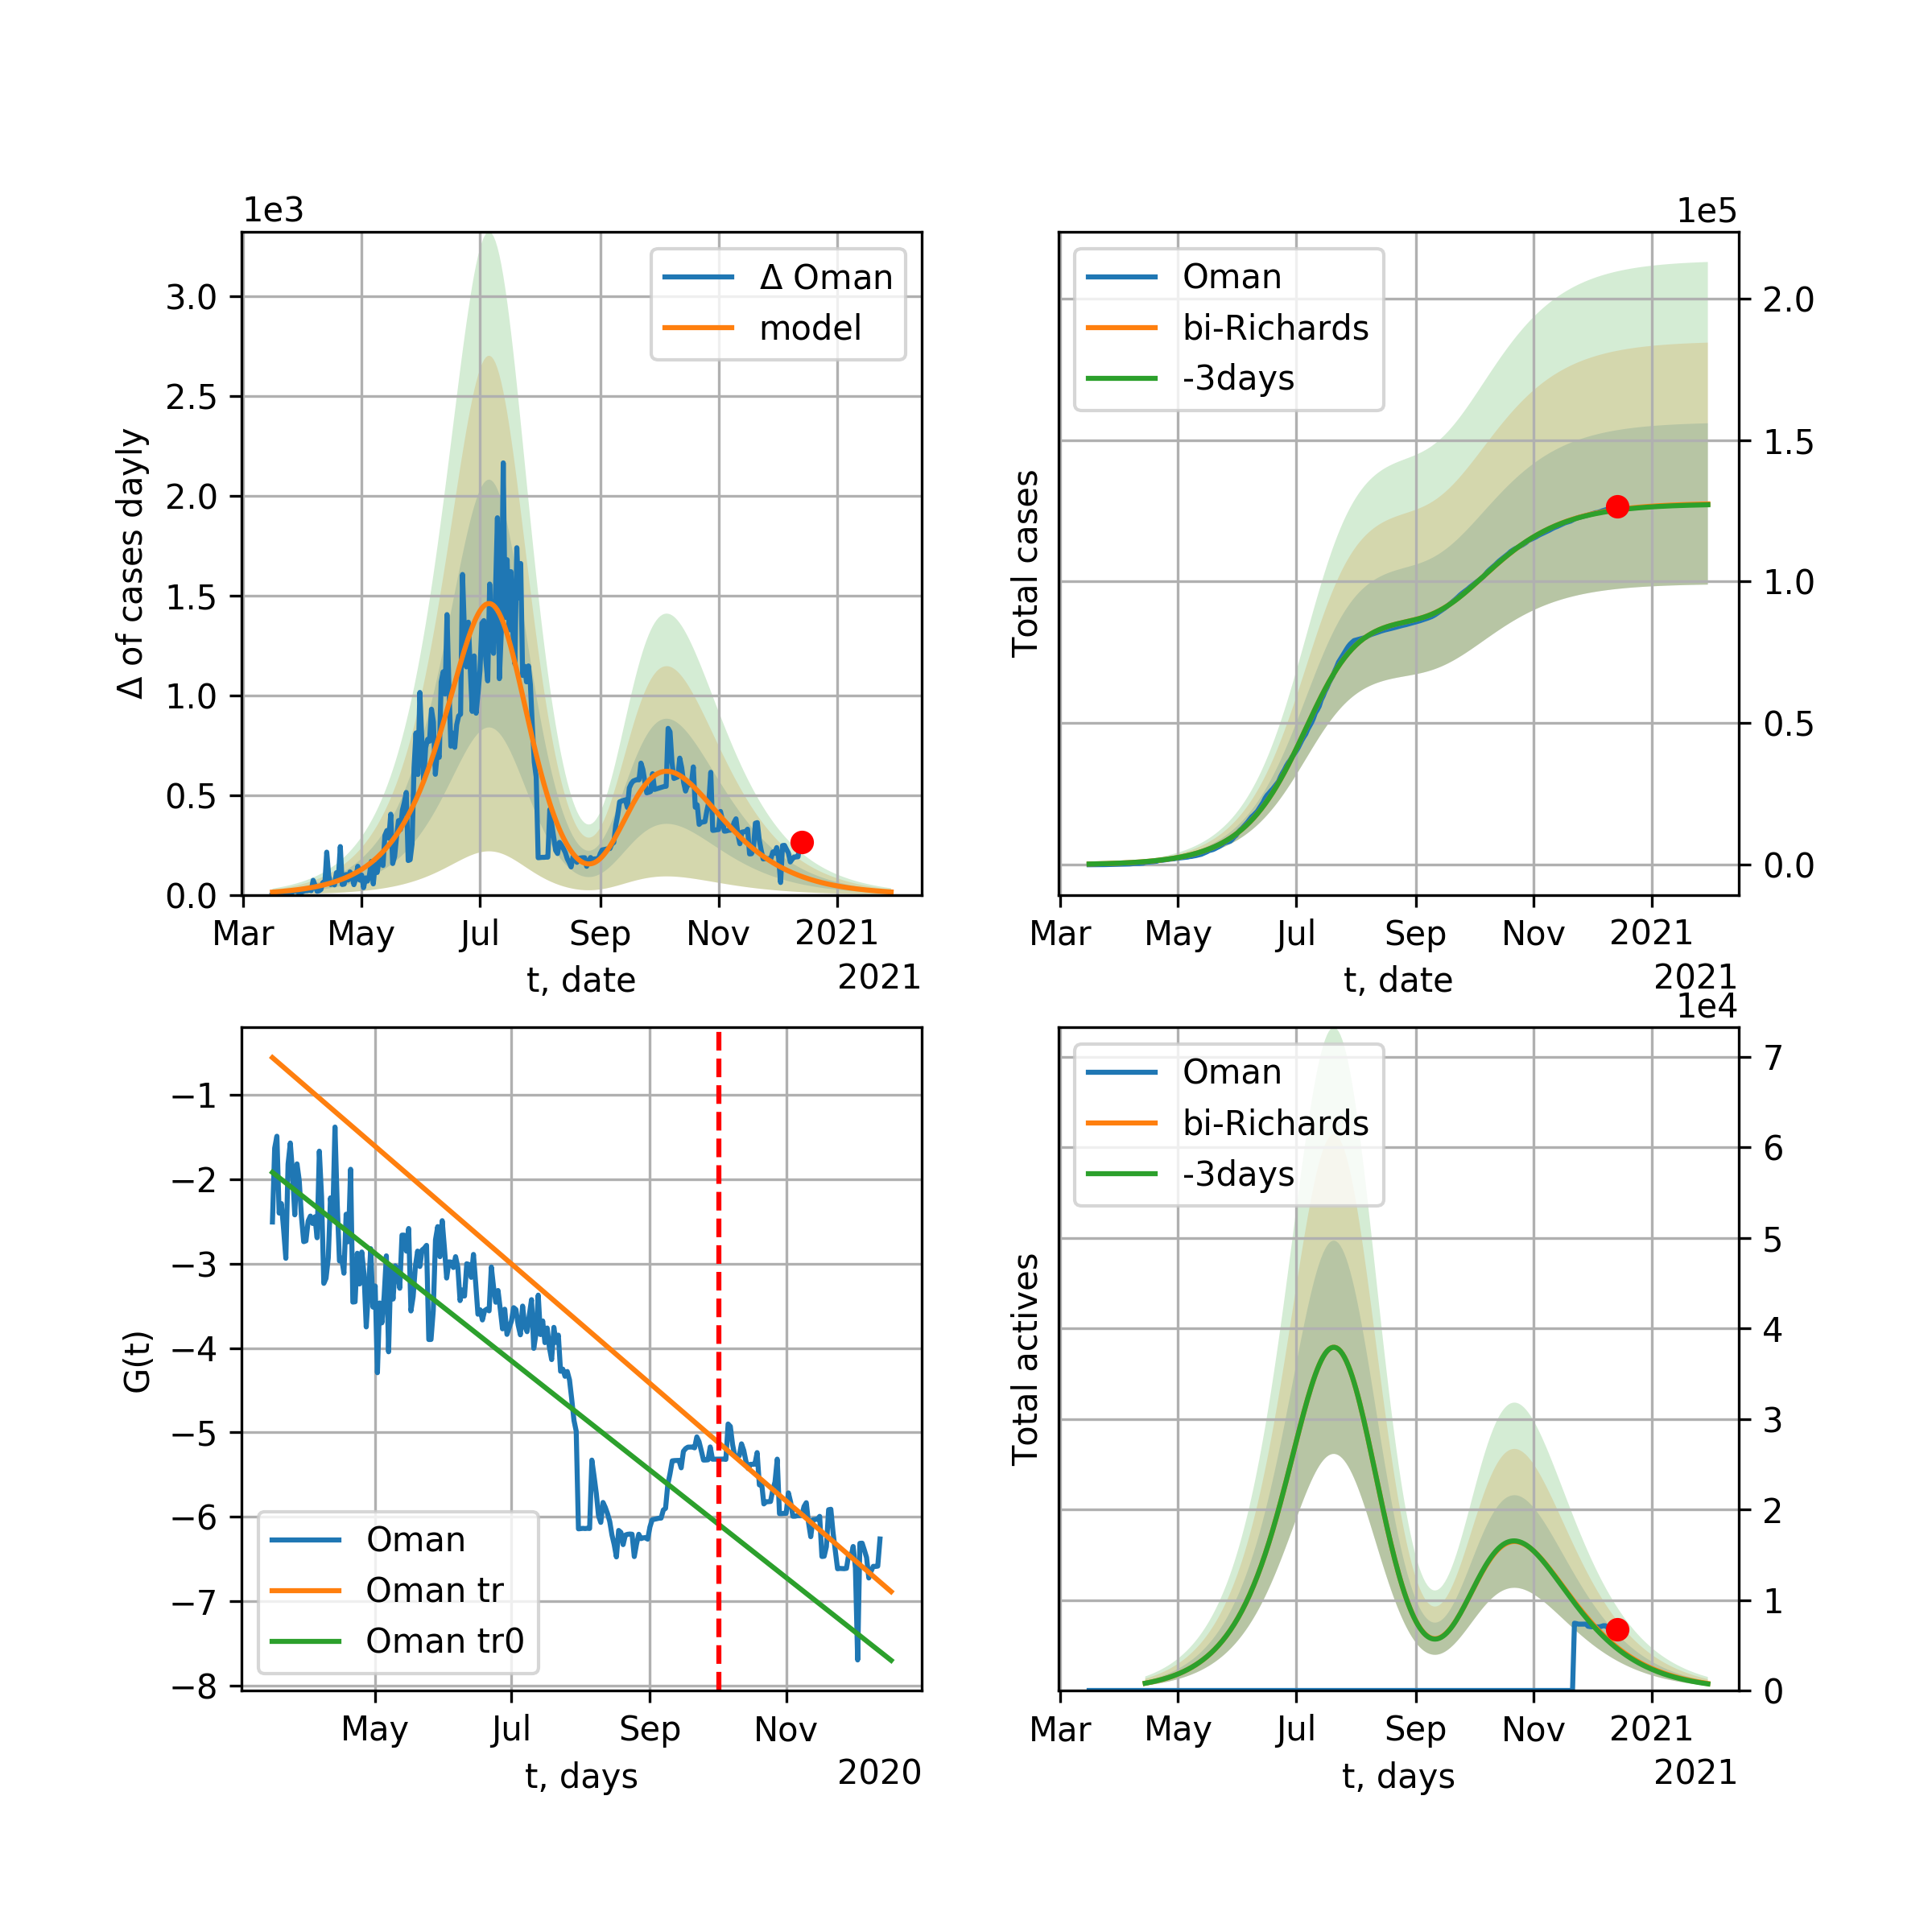 1e3
Δ of cases dayly
3.0
2.5
2.0
1.5
1.0
0.5
0.0
Δ Oman
model
Mar May Jul Sep Nov 2021
t, date
2021
1e5
Total cases
Oman
bi-Richards
-3days
2.0
1.5
1.0
0.5
0.0
Mar May Jul Sep Nov 2021
t, date
2021
G(t)
−1
−2
−3
−4
−5
−6
−7
−8
Oman
Oman tr
Oman tr0
May Jul Sep Nov
t, days
2020
1e4
Total actives
Oman
bi-Richards
-3days
7
6
5
4
3
2
1
0
Mar May Jul Sep Nov 2021
t, days
2021